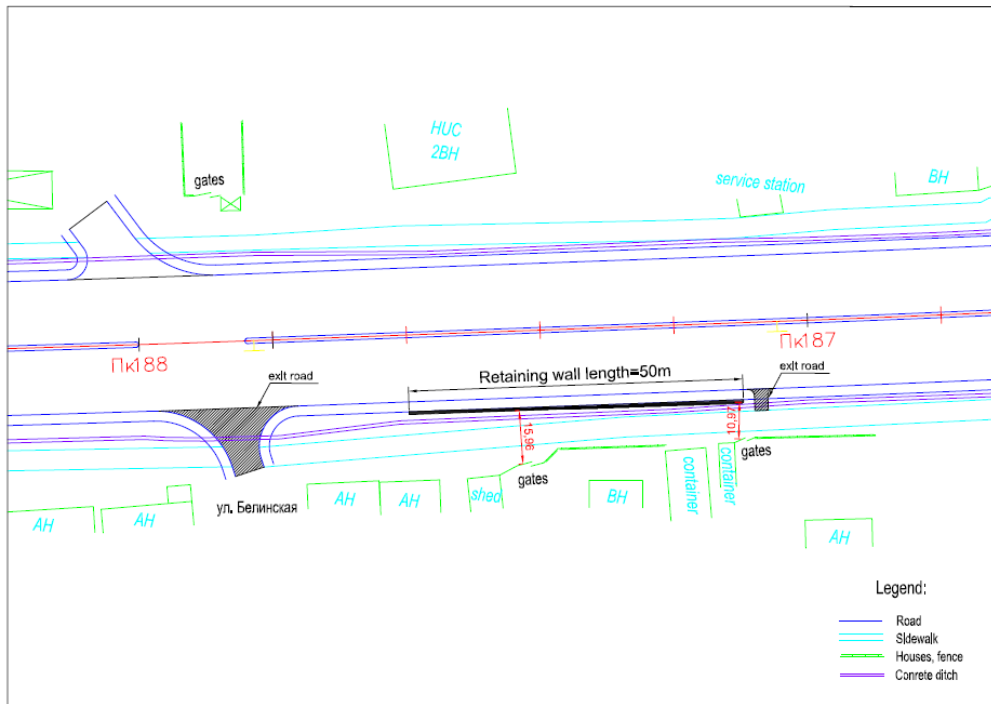 HUC
2BH
gates
service station
BH
Пк188
Пк187
exit road
Retaining wall length=50m
exit road
15,96
10,67
gates
gates
container
container
shed
BH
AH
AH
AH
AH
ул. Белинская
AH
Legend:
Road
Sidewalk
Houses, fence
Conrete ditch